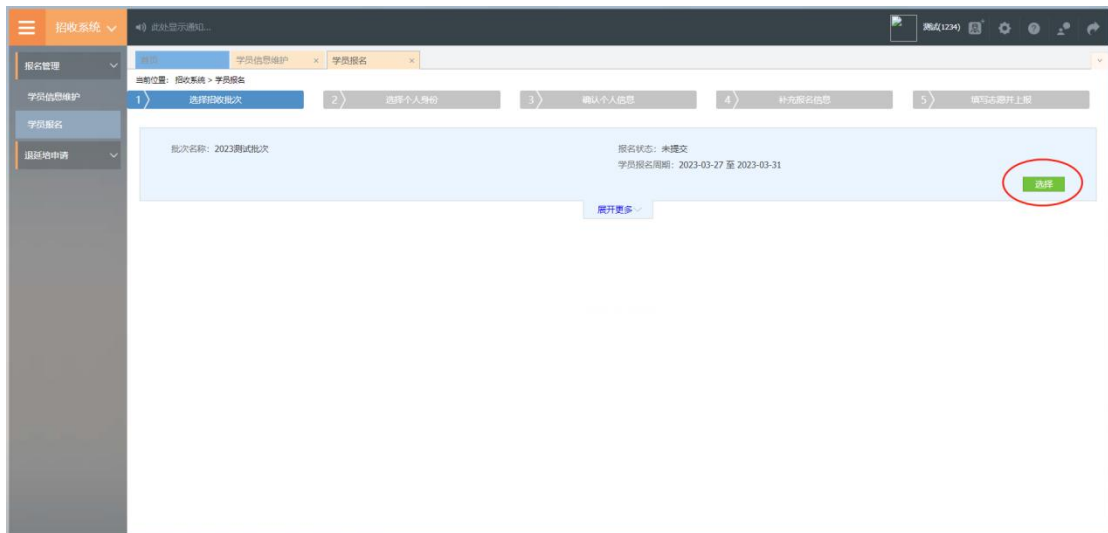 招收系统
此处显示通知...
测试(1234)
报名管理
学员信息维护
学员报名
退延培申请
首页
学员信息维护 ×
学员报名 ×
当前位置： 招收系统 > 学员报名
1 选择招收批次
2 选择个人身份
3 确认个人信息
4 补充报名信息
5 填写志愿并上报
批次名称： 2023测试批次
报名状态： 未提交
学员报名周期： 2023-03-27 至 2023-03-31
选择
展开更多